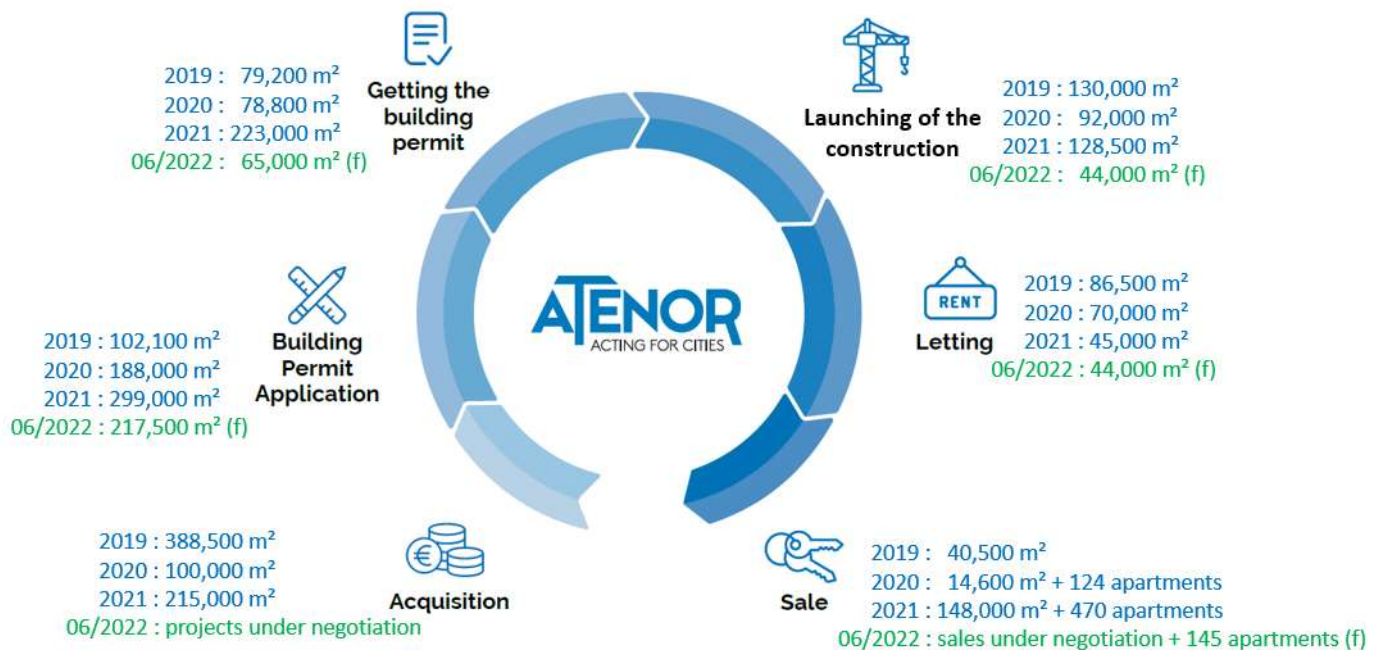 2019 : 79,200 m²
2020 : 78,800 m²
2021 : 223,000 m²
06/2022 : 65,000 m² (f)
Getting the
building
permit
Launching of the
construction
2019 : 130,000 m²
2020 : 92,000 m²
2021 : 128,500 m²
06/2022 : 44,000 m² (f)
2019 : 102,100 m²
2020 : 188,000 m²
2021 : 299,000 m²
06/2022 : 217,500 m² (f)
Building
Permit
Application
ATENOR
ACTING FOR CITIES
RENT
Letting
2019 : 86,500 m²
2020 : 70,000 m²
2021 : 45,000 m²
06/2022 : 44,000 m² (f)
2019 : 388,500 m²
2020 : 100,000 m²
2021 : 215,000 m²
06/2022 : projects under negotiation
€
Acquisition
Sale
2019 : 40,500 m²
2020 : 14,600 m² + 124 apartments
2021 : 148,000 m² + 470 apartments
06/2022 : sales under negotiation + 145 apartments (f)